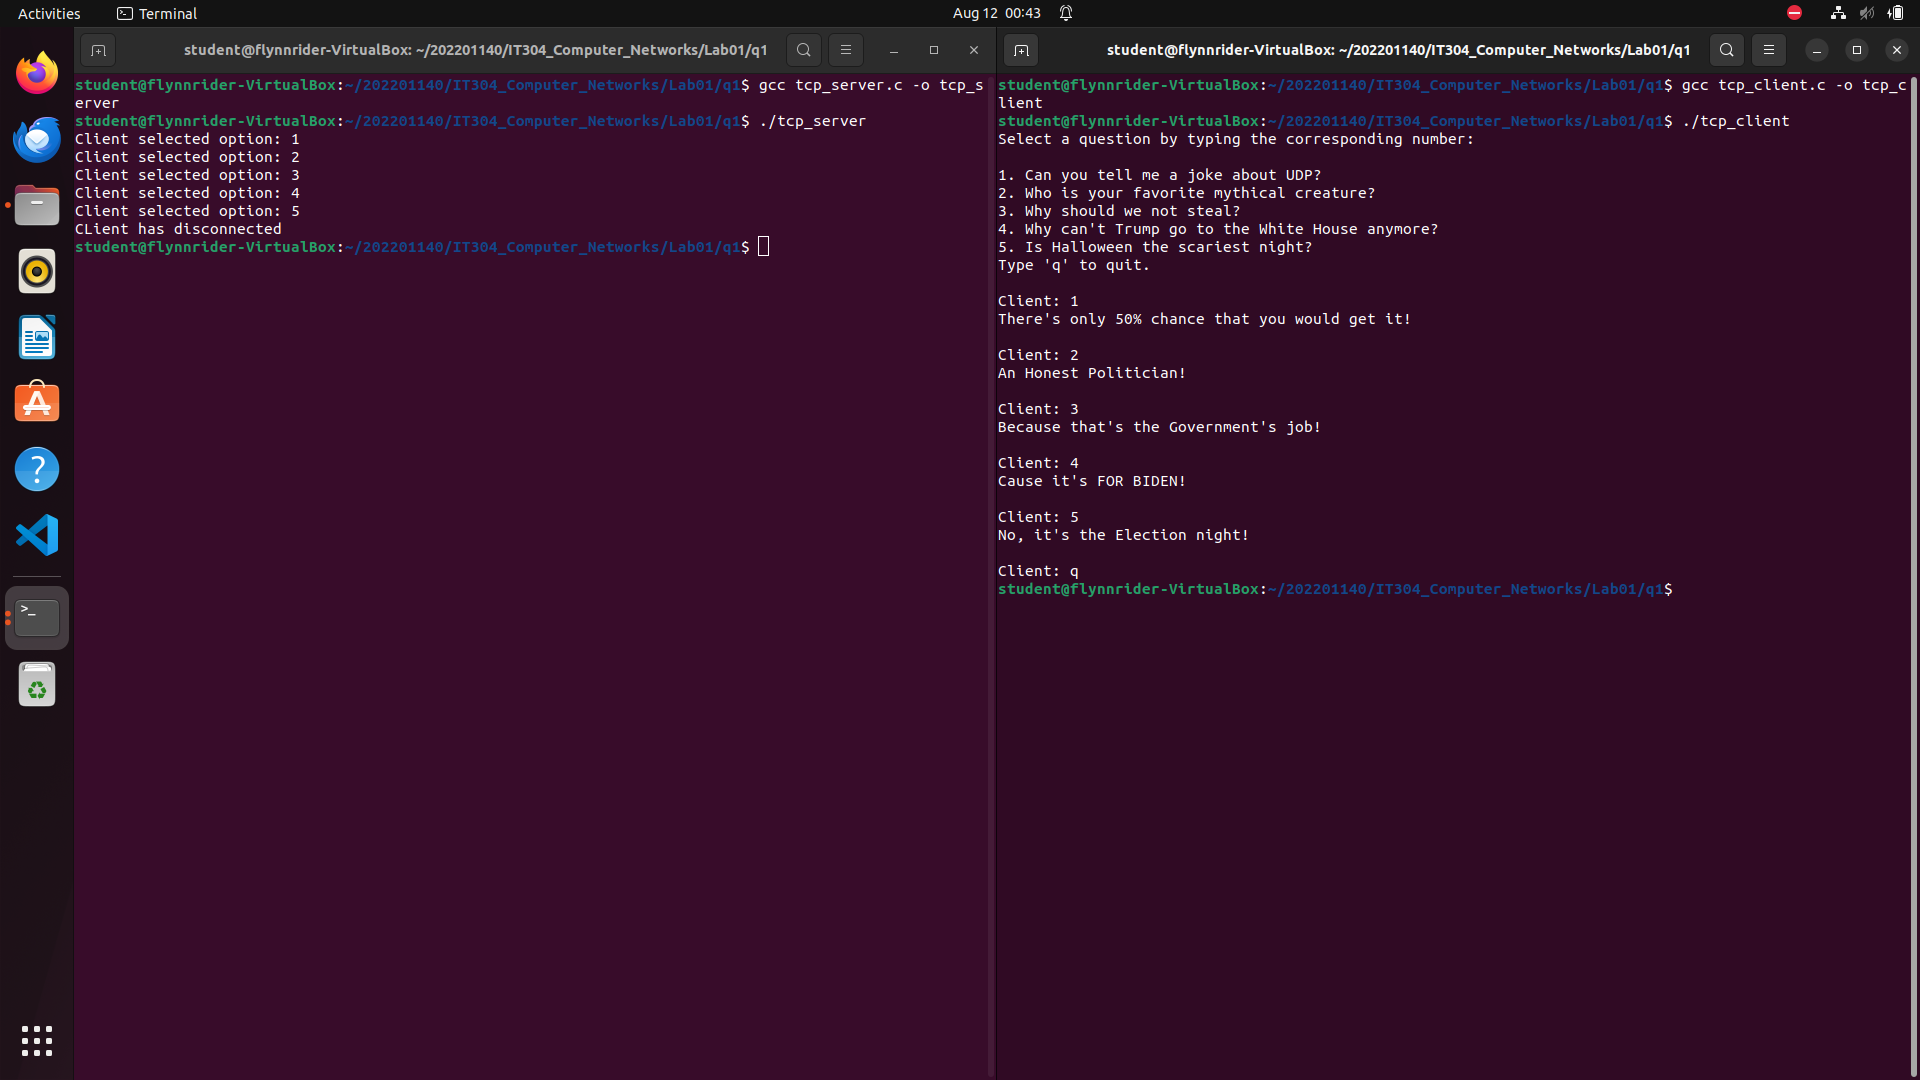 Activities
Terminal
Aug 12 00:43
student@flynnrider-VirtualBox: ~/202201140/IT304_Computer_Networks/Lab01/q1
student@flynnrider-VirtualBox:~/202201140/IT304_Computer_Networks/Lab01/q1$ gcc tcp_server.c -o tcp_s
erver
student@flynnrider-VirtualBox:~/202201140/IT304_Computer_Networks/Lab01/q1$ ./tcp_server
Client selected option: 1
Client selected option: 2
Client selected option: 3
Client selected option: 4
Client selected option: 5
CLient has disconnected
student@flynnrider-VirtualBox:~/202201140/IT304_Computer_Networks/Lab01/q1$
student@flynnrider-VirtualBox: ~/202201140/IT304_Computer_Networks/Lab01/q1
student@flynnrider-VirtualBox:~/202201140/IT304_Computer_Networks/Lab01/q1$ gcc tcp_client.c -o tcp_c
lient
student@flynnrider-VirtualBox:~/202201140/IT304_Computer_Networks/Lab01/q1$ ./tcp_client
Select a question by typing the corresponding number:
1. Can you tell me a joke about UDP?
2. Who is your favorite mythical creature?
3. Why should we not steal?
4. Why can't Trump go to the White House anymore?
5. Is Halloween the scariest night?
Type 'q' to quit.
Client: 1
There's only 50% chance that you would get it!
Client: 2
An Honest Politician!
Client: 3
Because that's the Government's job!
Client: 4
Cause it's FOR BIDEN!
Client: 5
No, it's the Election night!
Client: q
student@flynnrider-VirtualBox:~/202201140/IT304_Computer_Networks/Lab01/q1$